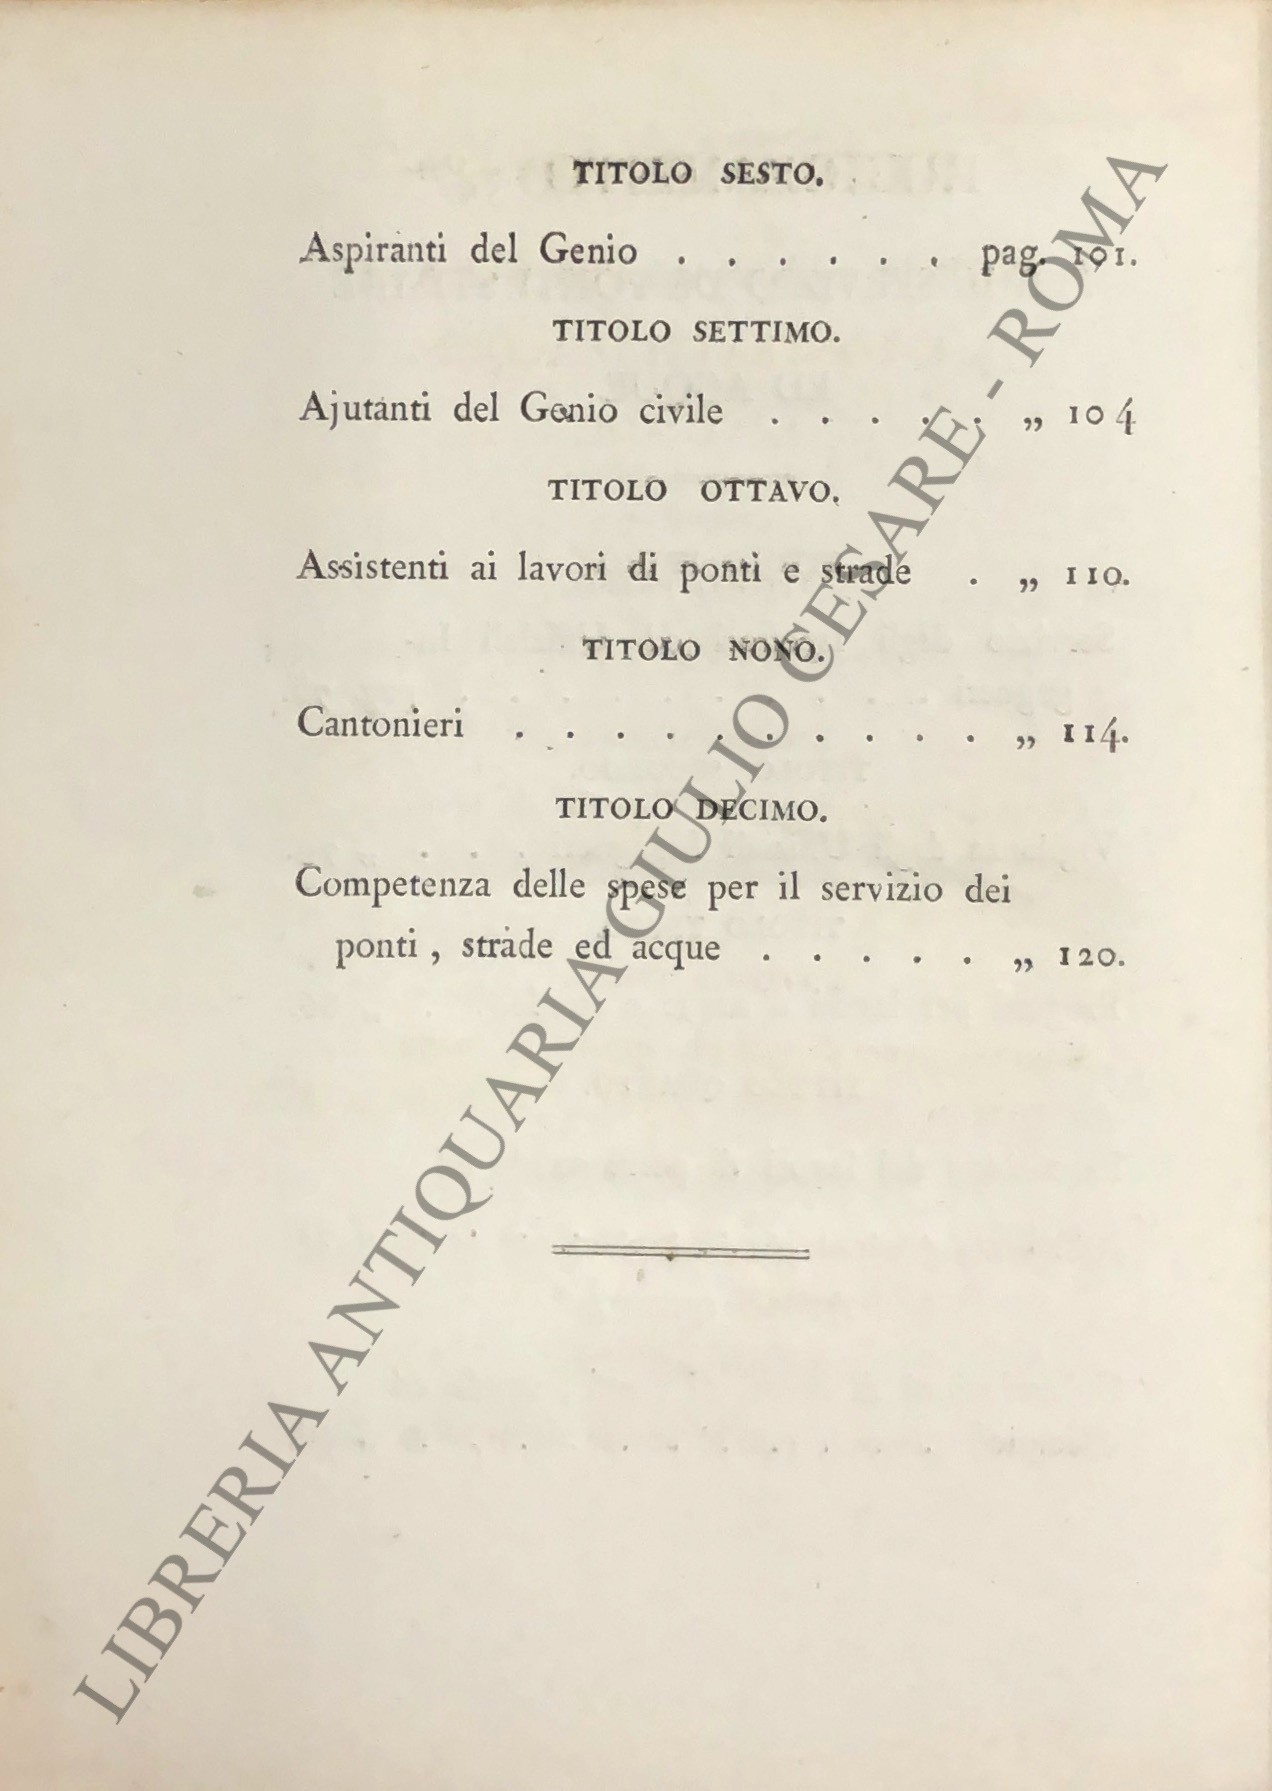 TITOLO SESTO.
Aspiranti del Genio . . . . . . pag. 191.
TITOLO SETTIMO.
Ajutanti del Genio civile . . . . . „ 104
TITOLO OTTAVO.
Assistenti ai lavori di ponti e strade . „ 110.
TITOLO NONO.
Cantonieri . . . . . . . . . . „ 114.
TITOLO DECIMO.
Competenza delle spese per il servizio dei
ponti, strade ed acque . . . . . „ 120.
LIBRERIA ANTIQUARIA GIULIO CESARE - ROMA